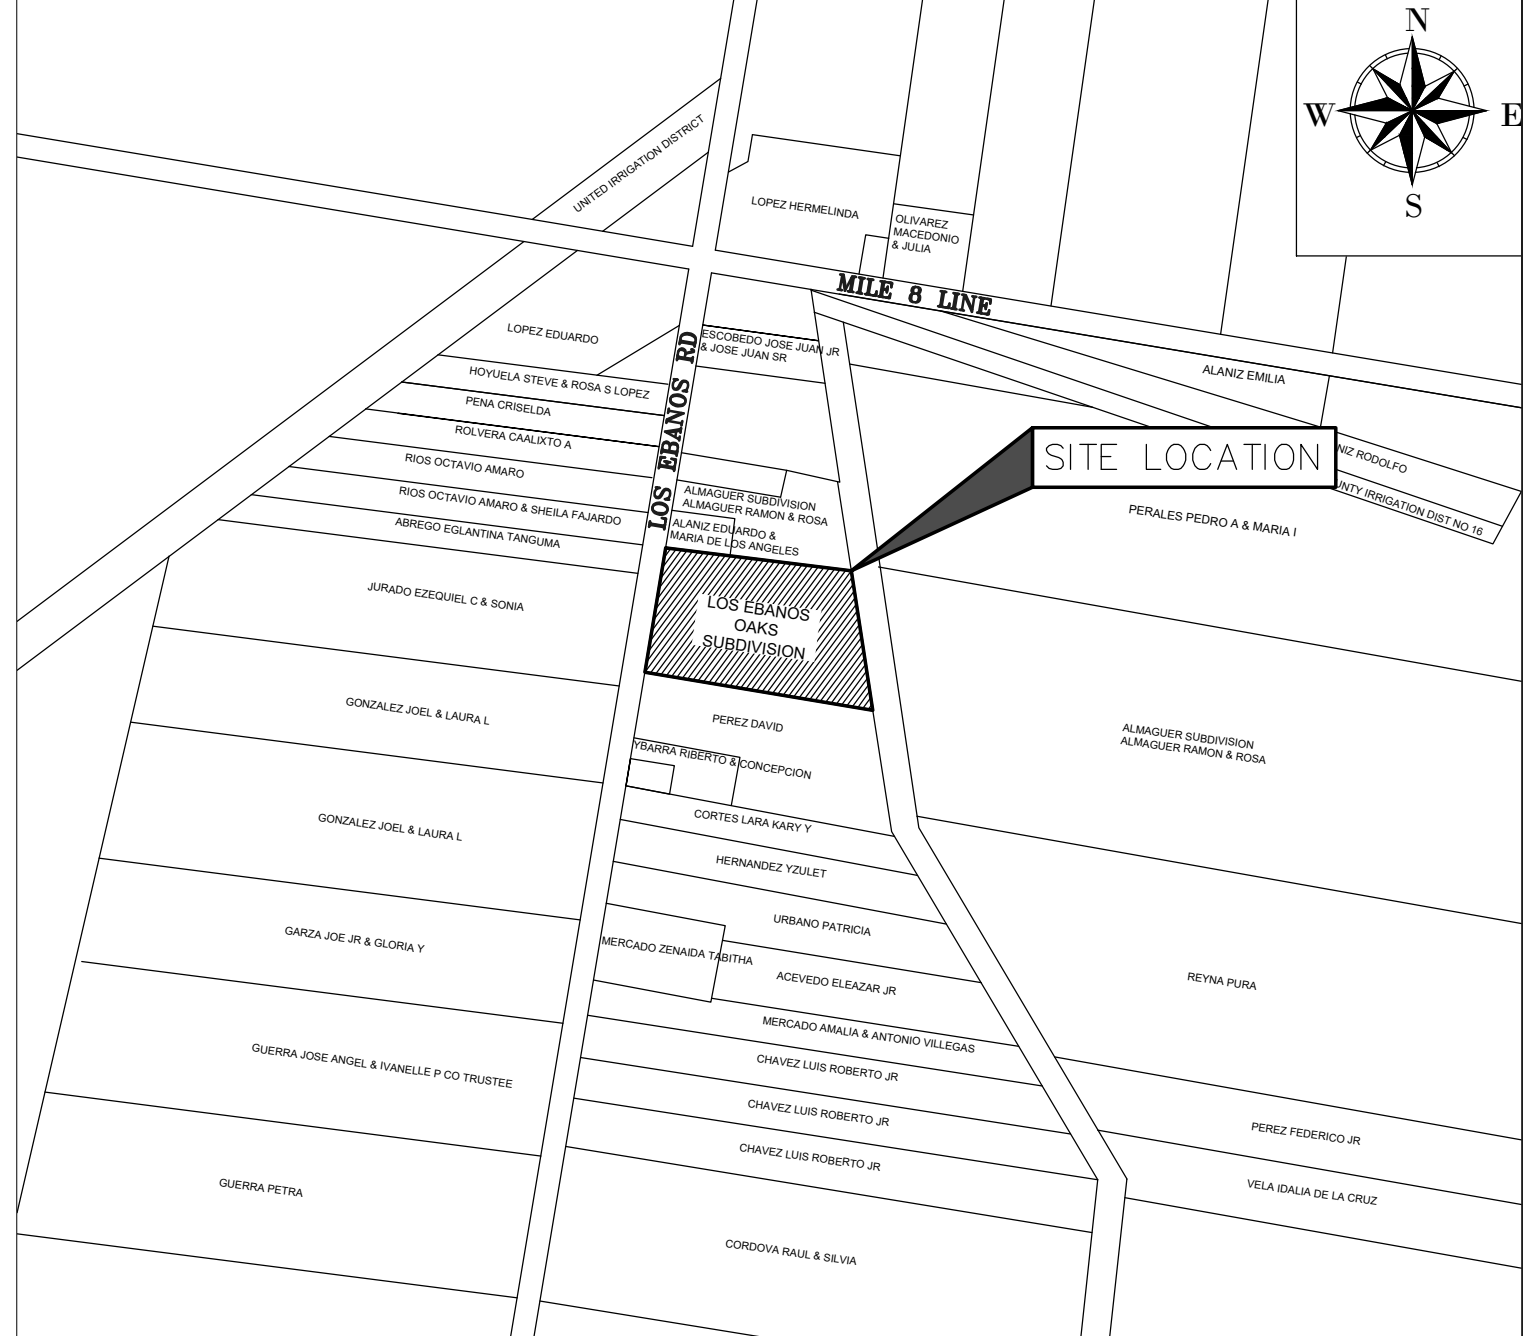 N
W
E
S
UNITED IRRIGATION DISTRICT
LOPEZ HERMELINDA
OLIVAREZ
MACEDONIO
& JULIA
MILE 8 LINE
LOPEZ EDUARDO
ESCOBEDO JOSE JUAN JR
& JOSE JUAN SR
LOS EBANOS RD
HOYUELA STEVE & ROSA S LOPEZ
ALANIZ EMILIA
PENA CRISELDA
ROLVERA CAALIXTO A
SITE LOCATION
NIZ RODOLFO
RIOS OCTAVIO AMARO
UNTY IRRIGATION DIST NO 16
RIOS OCTAVIO AMARO & SHEILA FAJARDO
ALMAGUER SUBDIVISION
ALMAGUER RAMON & ROSA
PERALES PEDRO A & MARIA I
ABREGO EGLANTINA TANGUMA
ALANIZ EDUARDO &
MARIA DE LOS ANGELES
JURADO EZEQUIEL C & SONIA
LOS EBANOS
OAKS
SUBDIVISION
GONZALEZ JOEL & LAURA L
PEREZ DAVID
ALMAGUER SUBDIVISION
ALMAGUER RAMON & ROSA
YBARRA RIBERTO & CONCEPCION
GONZALEZ JOEL & LAURA L
CORTES LARA KARY Y
HERNANDEZ YZULET
URBANO PATRICIA
GARZA JOE JR & GLORIA Y
MERCADO ZENAIDA TABITHA
ACEVEDO ELEAZAR JR
REYNA PURA
MERCADO AMALIA & ANTONIO VILLEGAS
GUERRA JOSE ANGEL & IVANELLE P CO TRUSTEE
CHAVEZ LUIS ROBERTO JR
CHAVEZ LUIS ROBERTO JR
PEREZ FEDERICO JR
CHAVEZ LUIS ROBERTO JR
GUERRA PETRA
VELA IDALIA DE LA CRUZ
CORDOVA RAUL & SILVIA